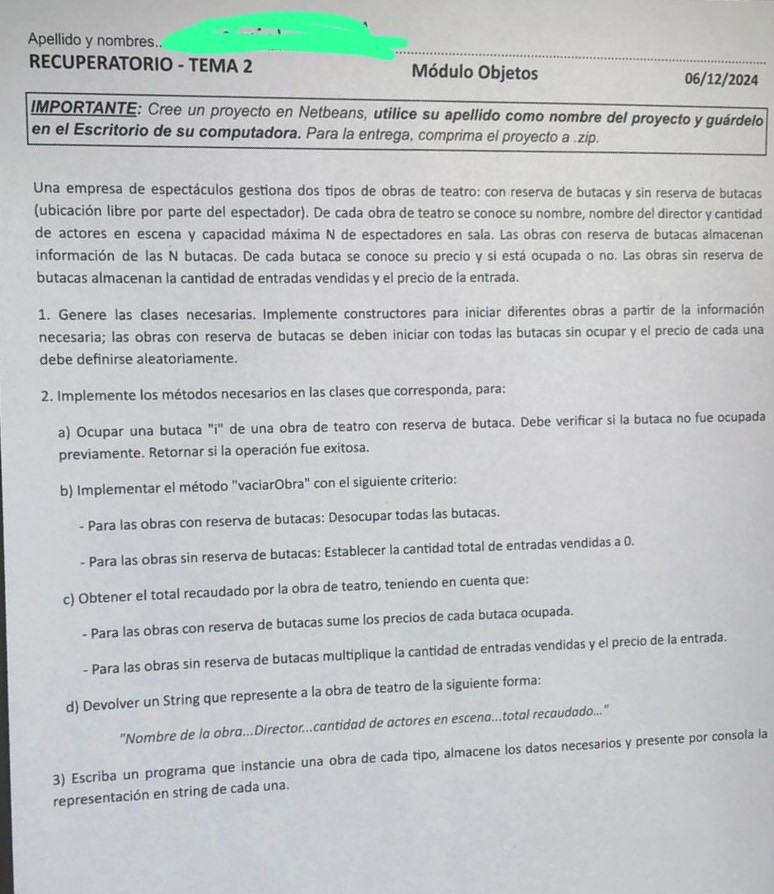 Apellido y nombres..
RECUPERATORIO - TEMA 2
Módulo Objetos
06/12/2024
IMPORTANTE: Cree un proyecto en Netbeans, utilice su apellido como nombre del proyecto y guárdelo
en el Escritorio de su computadora. Para la entrega, comprima el proyecto a .zip.
Una empresa de espectáculos gestiona dos tipos de obras de teatro: con reserva de butacas y sin reserva de butacas
(ubicación libre por parte del espectador). De cada obra de teatro se conoce su nombre, nombre del director y cantidad
de actores en escena y capacidad máxima N de espectadores en sala. Las obras con reserva de butacas almacenan
información de las N butacas. De cada butaca se conoce su precio y si está ocupada o no. Las obras sin reserva de
butacas almacenan la cantidad de entradas vendidas y el precio de la entrada.
1. Genere las clases necesarias. Implemente constructores para iniciar diferentes obras a partir de la información
necesaria; las obras con reserva de butacas se deben iniciar con todas las butacas sin ocupar y el precio de cada una
debe definirse aleatoriamente.
2. Implemente los métodos necesarios en las clases que corresponda, para:
a) Ocupar una butaca "i" de una obra de teatro con reserva de butaca. Debe verificar si la butaca no fue ocupada
previamente. Retornar si la operación fue exitosa.
b) Implementar el método "vaciarObra" con el siguiente criterio:
- Para las obras con reserva de butacas: Desocupar todas las butacas.
- Para las obras sin reserva de butacas: Establecer la cantidad total de entradas vendidas a 0.
c) Obtener el total recaudado por la obra de teatro, teniendo en cuenta que:
- Para las obras con reserva de butacas sume los precios de cada butaca ocupada.
- Para las obras sin reserva de butacas multiplique la cantidad de entradas vendidas y el precio de la entrada.
d) Devolver un String que represente a la obra de teatro de la siguiente forma:
"Nombre de la obra...Director...cantidad de actores en escena...total recaudado..."
3) Escriba un programa que instancie una obra de cada tipo, almacene los datos necesarios y presente por consola la
representación en string de cada una.